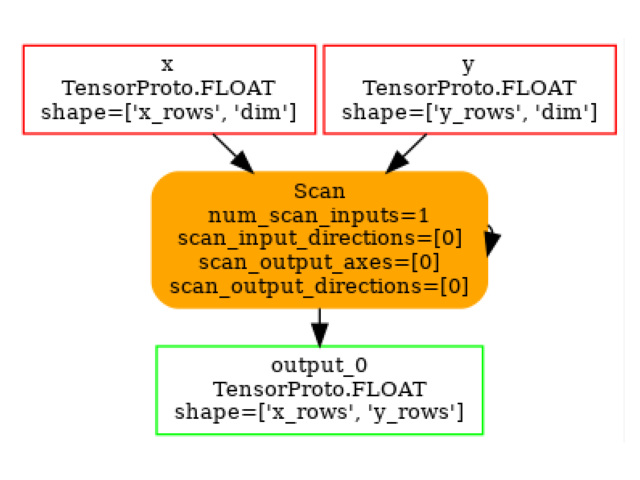 x
TensorProto.FLOAT
shape=['x_rows', 'dim']
y
TensorProto.FLOAT
shape=['y_rows', 'dim']
Scan
num_scan_inputs=1
scan_input_directions=[0]
scan_output_axes=[0]
scan_output_directions=[0]
output_0
TensorProto.FLOAT
shape=['x_rows', 'y_rows']